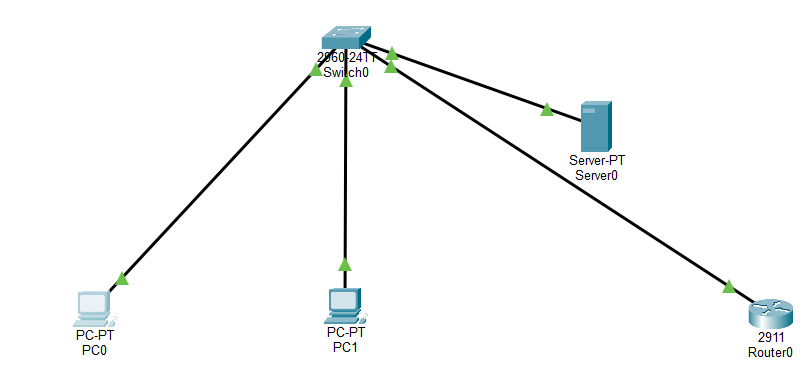 2960-24TT
Switch0
Server-PT
Server0
PC-PT
PC0
PC-PT
PC1
2911
Router0